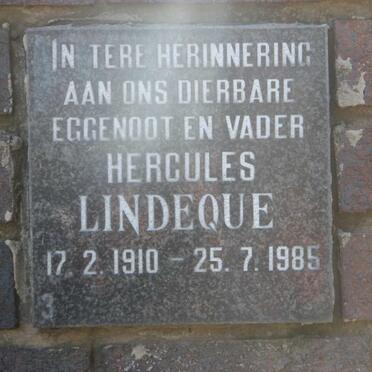 IN TERE HERINNERING
AAN ONS DIERBARE
EGGENOOT EN VADER
HERCULES
LINDEQUE
17. 2. 1910 - 25. 7. 1985
3